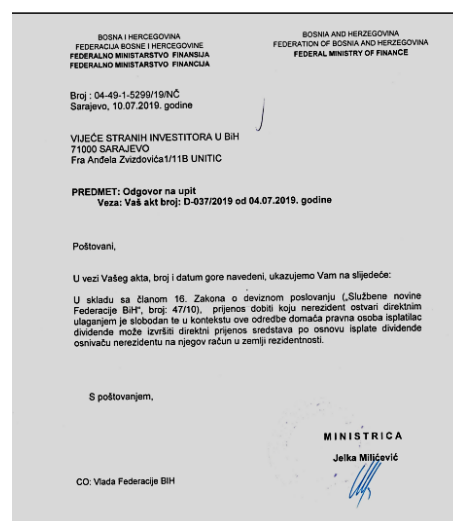 BOSNA I HERCEGOVINA
FEDERACIJA BOSNE I HERCEGOVINE
FEDERALNO MINISTARSTVO FINANSIJA
FEDERALNO MINISTARSTVO FINANCIJA
BOSNIA AND HERZEGOVINA
FEDERATION OF BOSNIA AND HERZEGOVINA
FEDERAL MINISTRY OF FINANCE
Broj : 04-49-1-5299/19/NČ
Sarajevo, 10.07.2019. godine
VIJEĆE STRANIH INVESTITORA U BiH
71000 SARAJEVO
Fra Anđela Zvizdovića1/11B UNITIC
PREDMET: Odgovor na upit
Veza: Vaš akt broj: D-037/2019 od 04.07.2019. godine
Poštovani,
U vezi Vašeg akta, broj i datum gore navedeni, ukazujemo Vam na slijedeće:
U skladu sa članom 16. Zakona o deviznom poslovanju („Službene novine
Federacije BiH“, broj: 47/10), prijenos dobiti koju nerezident ostvari direktnim
ulaganjem je slobodan te u kontekstu ove odredbe domaća pravna osoba isplatilac
dividende može izvršiti direktni prijenos sredstava po osnovu isplate dividende
osnivaču nerezidentu na njegov račun u zemlji rezidentnosti.
S poštovanjem,
MINISTRICA
Jelka Milićević
CO: Vlada Federacije BIH